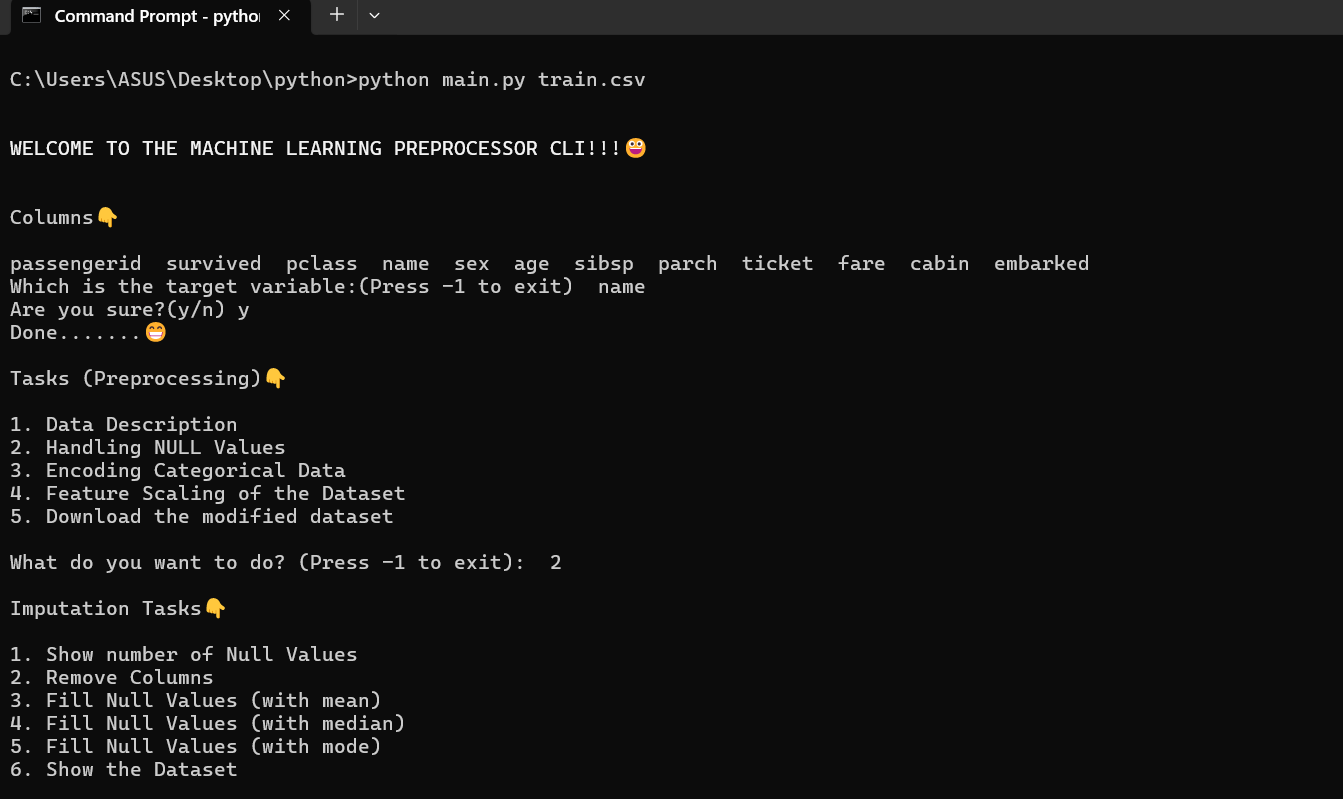 Command Prompt - pytho
C:\Users\ASUS\Desktop\python>python main.py train.csv
WELCOME TO THE MACHINE LEARNING PREPROCESSOR CLI!!!😀
Columns👇
passengerid  survived  pclass  name  sex  age  sibsp  parch  ticket  fare  cabin  embarked
Which is the target variable:(Press -1 to exit)  name
Are you sure?(y/n) y
Done.......😁
Tasks (Preprocessing)👇
1. Data Description
2. Handling NULL Values
3. Encoding Categorical Data
4. Feature Scaling of the Dataset
5. Download the modified dataset
What do you want to do? (Press -1 to exit):  2
Imputation Tasks👇
1. Show number of Null Values
2. Remove Columns
3. Fill Null Values (with mean)
4. Fill Null Values (with median)
5. Fill Null Values (with mode)
6. Show the Dataset